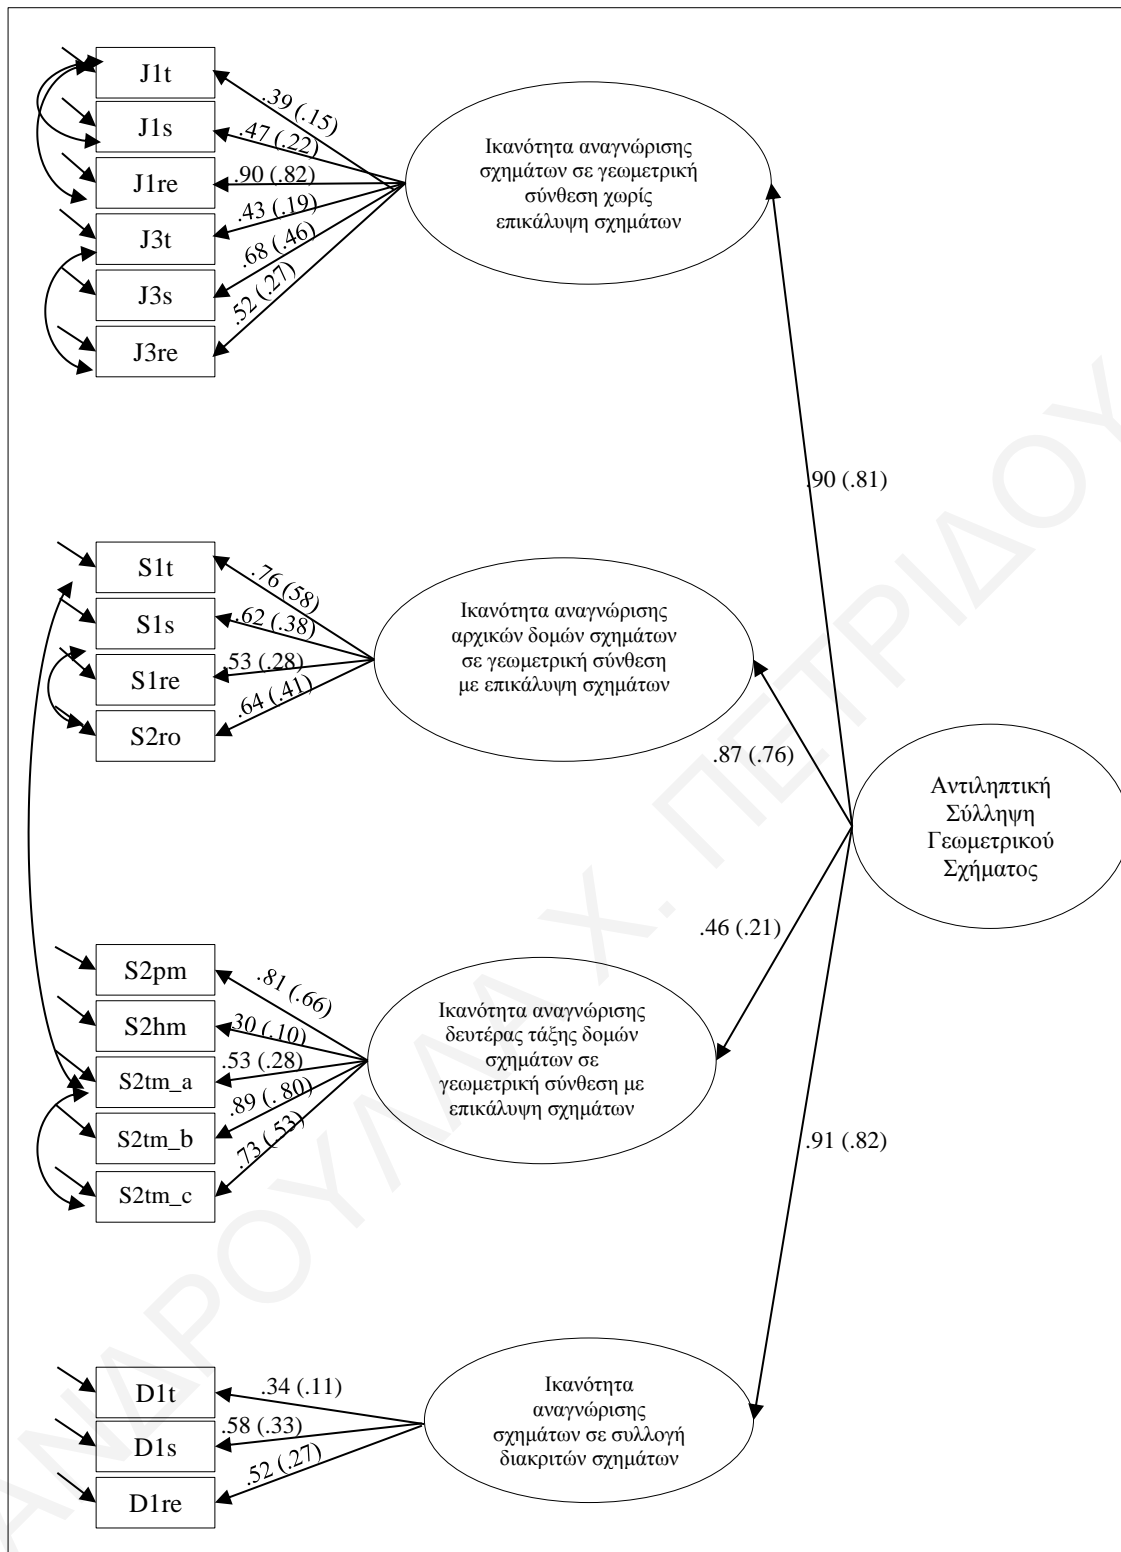 J1t
J1s
J1re
J3t
J3s
J3re
.39 (.15)
.47 (.22)
.90 (.82)
.43 (.19)
.68 (.46)
.52 (.27)
Ικανότητα αναγνώρισης
σχημάτων σε γεωμετρική
σύνθεση χωρίς
επικάλυψη σχημάτων
.90 (.81)
S1t
S1s
S1re
S2ro
.76 (58)
.62 (.38)
.53 (.28)
.64 (.41)
Ικανότητα αναγνώρισης
αρχικών δομών σχημάτων
σε γεωμετρική σύνθεση
με επικάλυψη σχημάτων
.87 (.76)
Αντιληπτική
Σύλληψη
Γεωμετρικού
Σχήματος
.46 (.21)
S2pm
S2hm
S2tm_a
S2tm_b
S2tm_c
.81 (.66)
.30 (.10)
.53 (.28)
.89 (. 80)
.73 (.53)
Ικανότητα αναγνώρισης
δευτέρας τάξης δομών
σχημάτων σε
γεωμετρική σύνθεση με
επικάλυψη σχημάτων
.91 (.82)
D1t
D1s
D1re
.34 (.11)
.58 (.33)
.52 (.27)
Ικανότητα
αναγνώρισης
σχημάτων σε συλλογή
διακριτών σχημάτων
ΑΝΔΡΟΥΛΛΑ Χ. ΠΕΤΡΙΔΟΥ